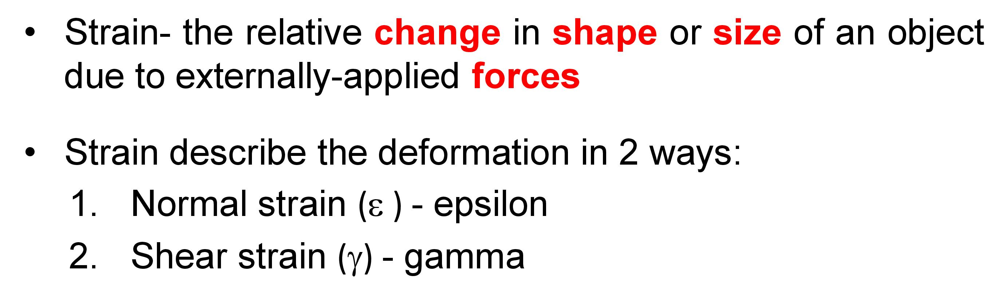 • Strain- the relative change in shape or size of an object
due to externally-applied forces
• Strain describe the deformation in 2 ways:
1. Normal strain (ε ) - epsilon
2. Shear strain (γ) - gamma